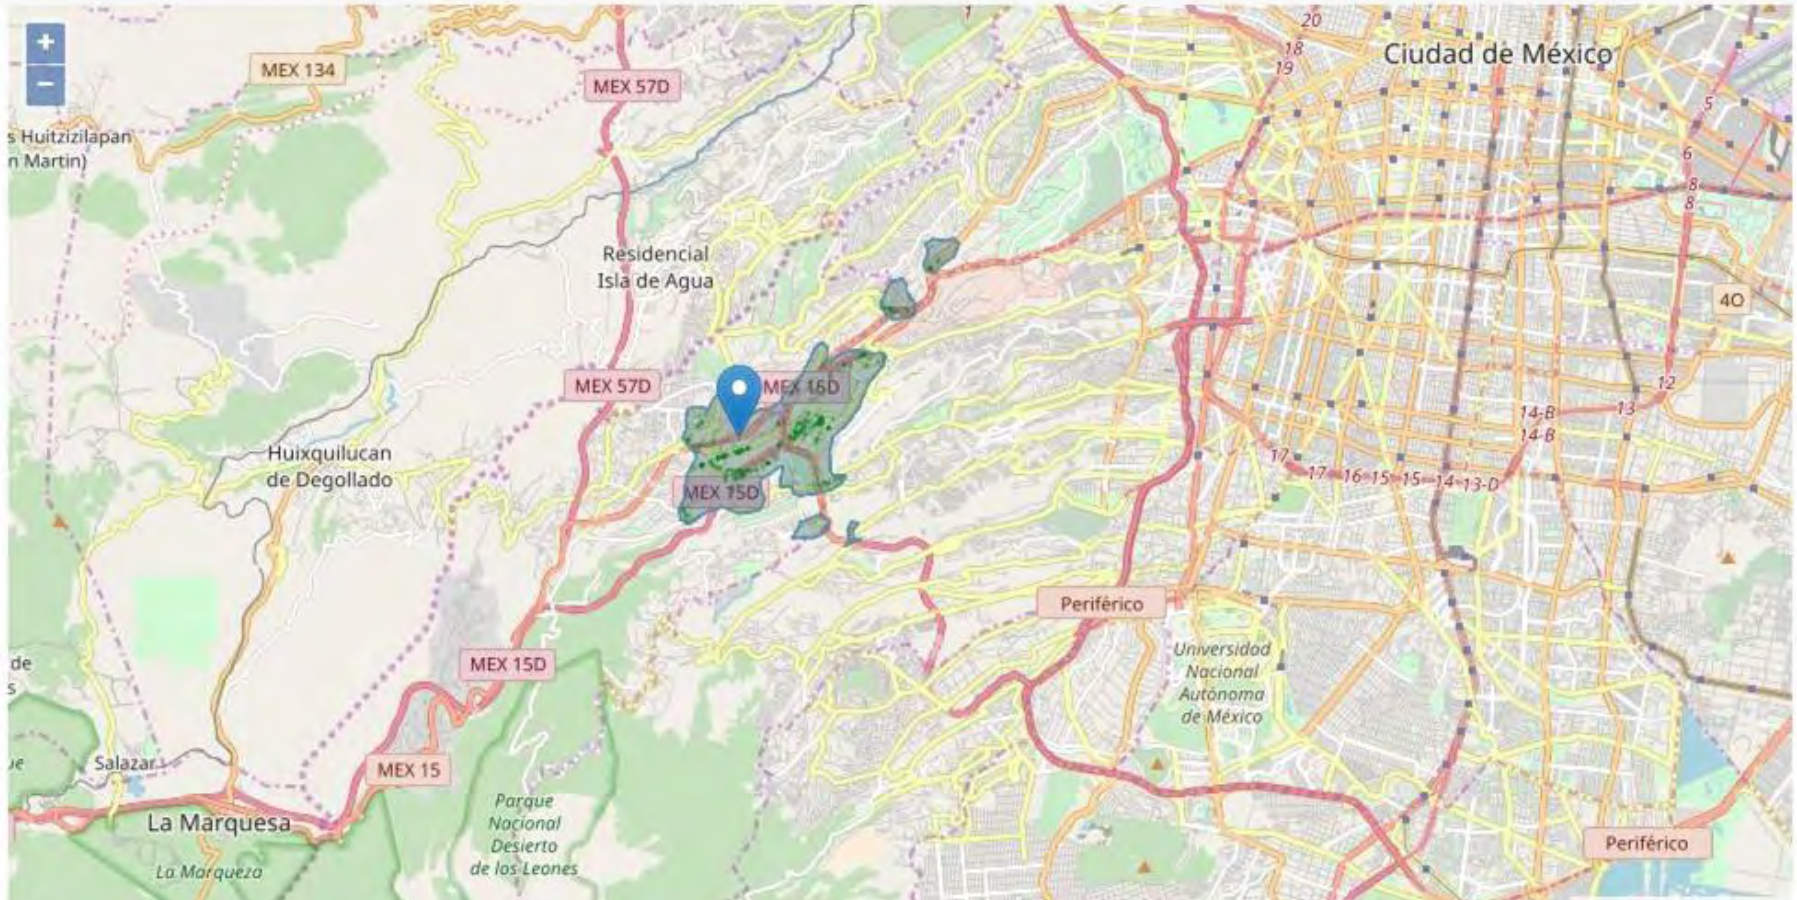 +
−
MEX 134
MEX 57D
20
18
19
Ciudad de México
5
s Huitzizilapan
n Martin)
6
8
8
Residencial
Isla de Agua
4O
MEX 57D
MEX 15D
12
13
14-B
14-B
Huixquilucan
de Degollado
17
17
16
15
15
14
13-D
MEX 15D
Periférico
Universidad
Nacional
Autónoma
de México
MEX 15D
de
s
Salazar
MEX 15
ue
Parque
Nacional
Desierto
de los Leones
La Marquesa
La Marqueza
Periférico